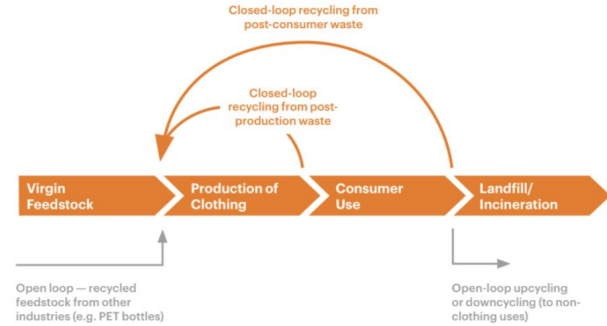 Closed-loop recycling from
post-consumer waste
Closed-loop
recycling from post-
production waste
Virgin
Feedstock
Production of
Clothing
Consumer
Use
Landfill/
Incineration
Open loop — recycled
feedstock from other
industries (e.g. PET bottles)
Open-loop upcycling
or downcycling (to non-
clothing uses)